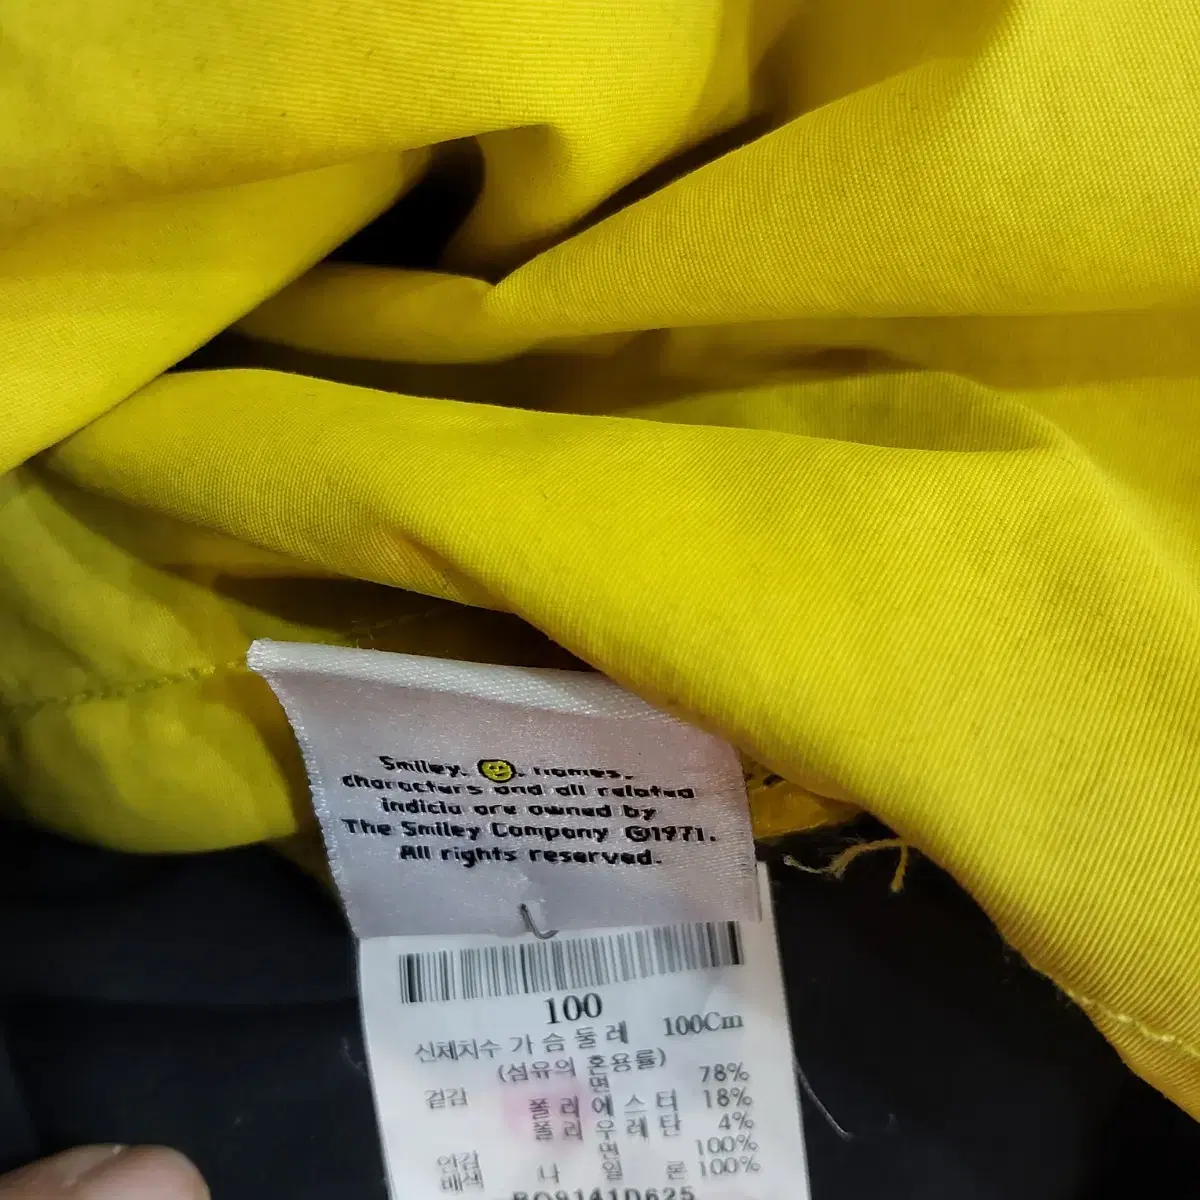 Smiley, , names,
characters and all related
indicia are owned by
The Smiley Company ©1971.
All rights reserved.
L
100
신체치수 가슴둘레 100Cm
(섬유의 혼용률)
겉감 면 78%
폴리에스터 18%
폴리우레탄 4%
안감 면 100%
배색 나일론 100%
BO9141D625